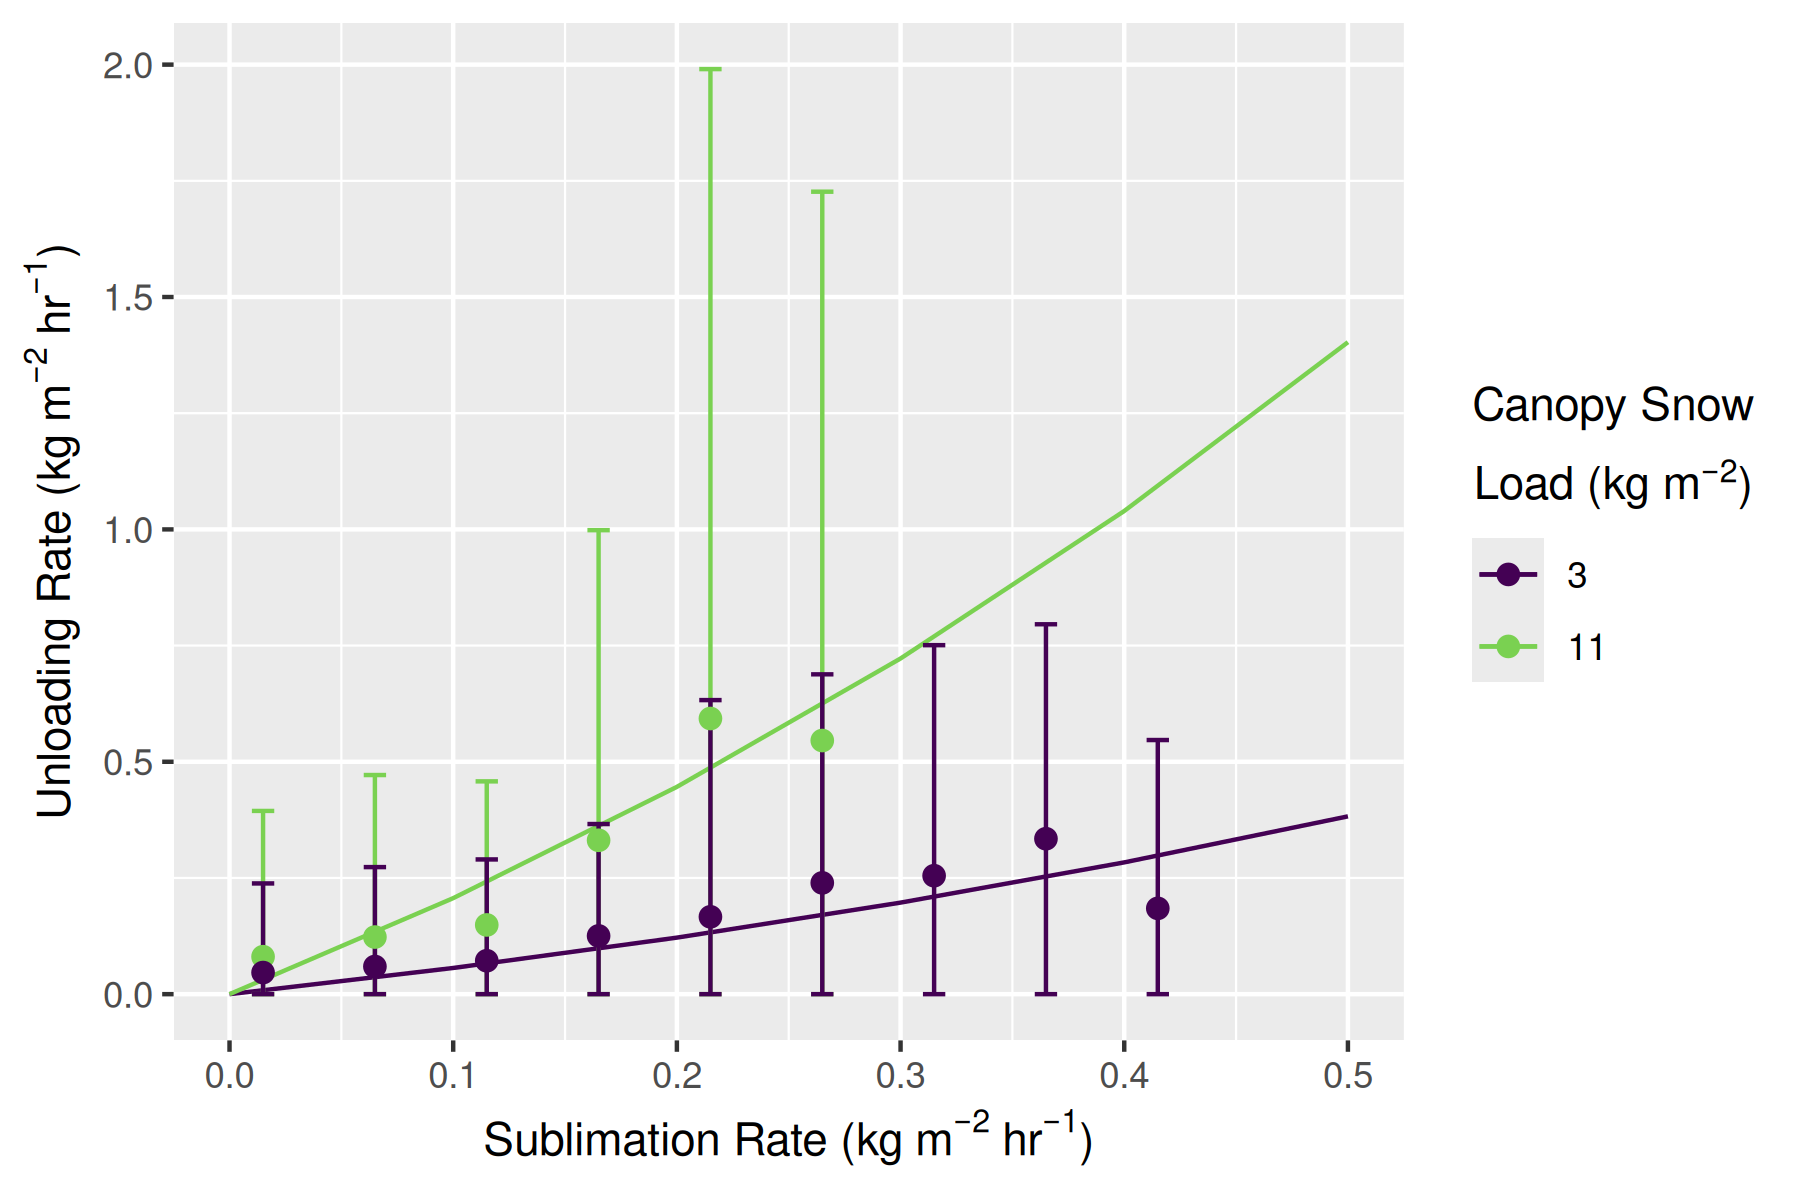 2.0
1.5
1.0
0.5
0.0
Unloading Rate (kg m⁻² hr⁻¹)
0.0 0.1 0.2 0.3 0.4 0.5
Sublimation Rate (kg m⁻² hr⁻¹)
Canopy Snow
Load (kg m⁻²)
3
11